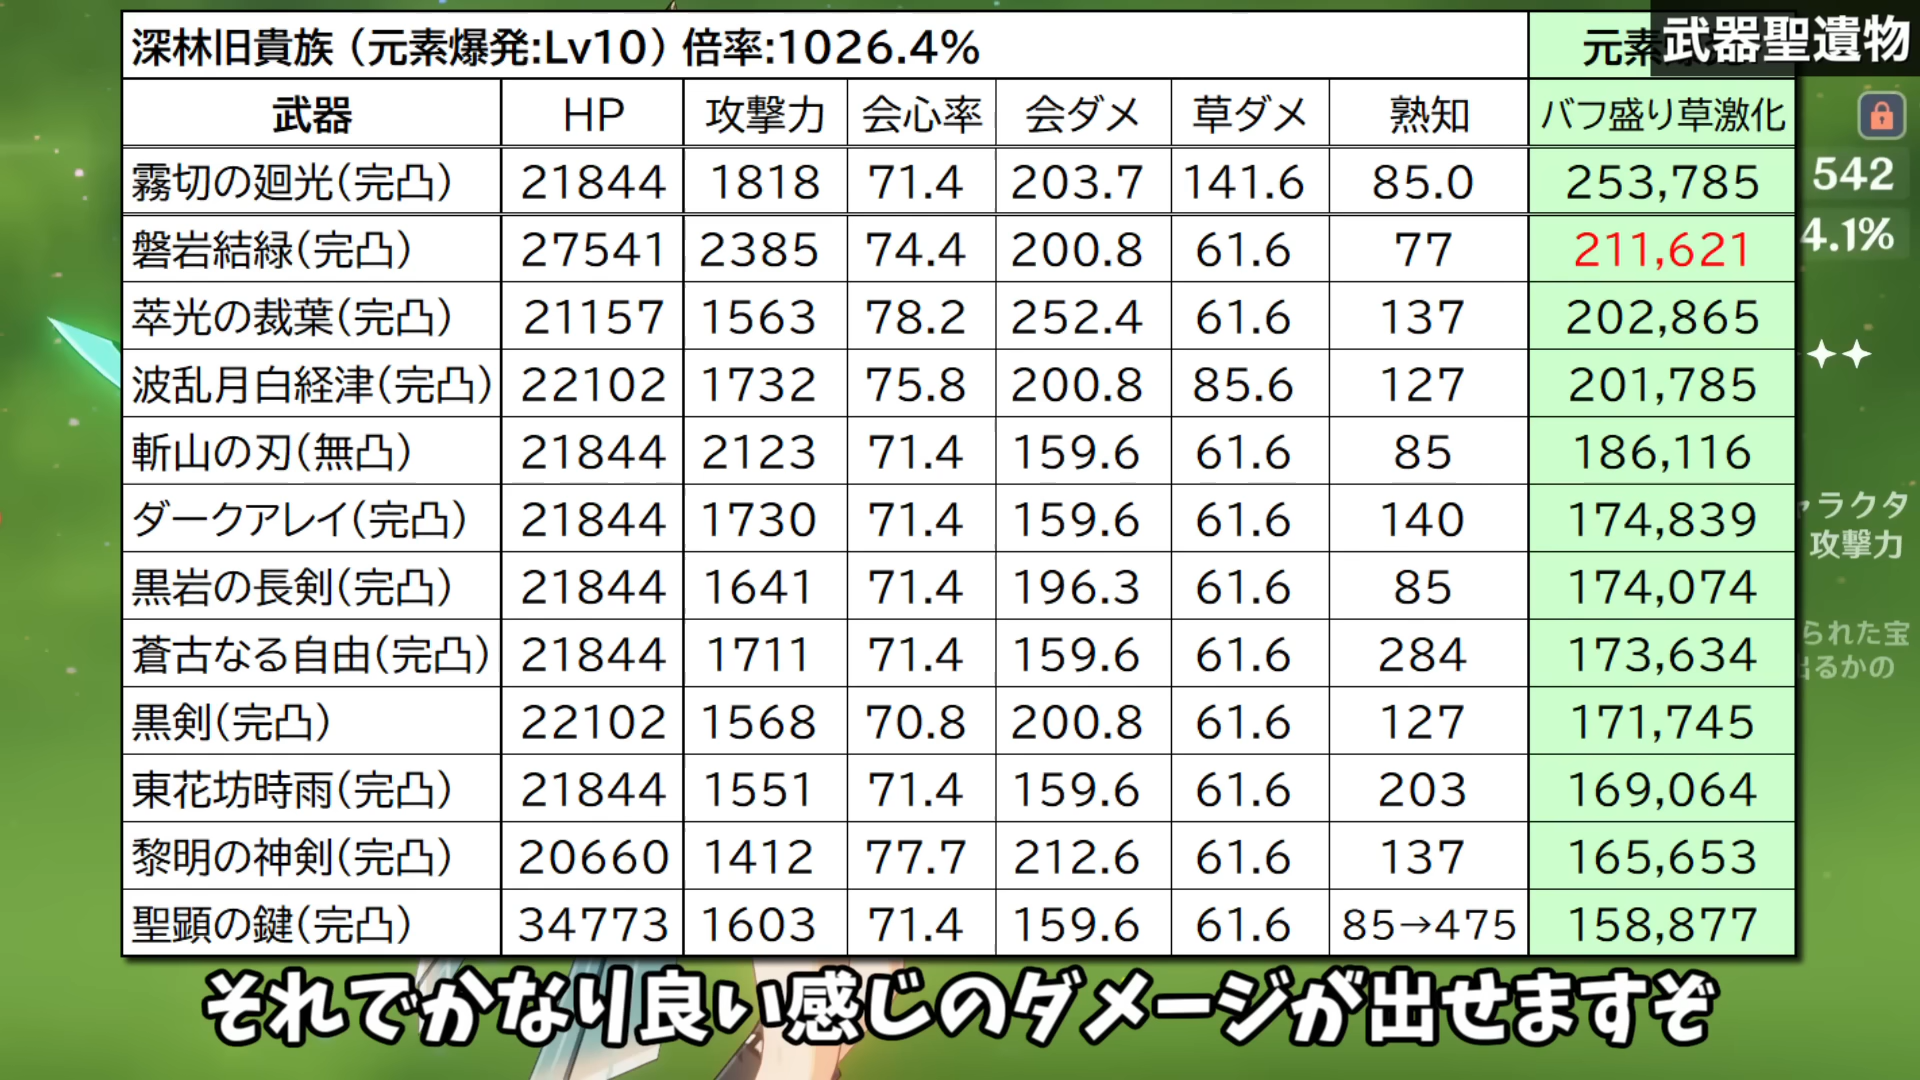 深林旧貴族（元素爆発:Lv10）倍率:1026.4% 元素
武器聖遺物
武器 HP 攻撃力 会心率 会ダメ 草ダメ 熟知 バフ盛り草激化
霧切の廻光(完凸) 21844 1818 71.4 203.7 141.6 85.0 253,785
542
磐岩結緑(完凸) 27541 2385 74.4 200.8 61.6 77 211,621
4.1%
萃光の裁葉(完凸) 21157 1563 78.2 252.4 61.6 137 202,865
波乱月白経津(完凸) 22102 1732 75.8 200.8 85.6 127 201,785
斬山の刃(無凸) 21844 2123 71.4 159.6 61.6 85 186,116
ダークアレイ(完凸) 21844 1730 71.4 159.6 61.6 140 174,839
ャラクタ
攻撃力
黒岩の長剣(完凸) 21844 1641 71.4 196.3 61.6 85 174,074
蒼古なる自由(完凸) 21844 1711 71.4 159.6 61.6 284 173,634
られた宝
出るかの
黒剣(完凸) 22102 1568 70.8 200.8 61.6 127 171,745
東花坊時雨(完凸) 21844 1551 71.4 159.6 61.6 203 169,064
黎明の神剣(完凸) 20660 1412 77.7 212.6 61.6 137 165,653
聖顕の鍵(完凸) 34773 1603 71.4 159.6 61.6 85→475 158,877
それでかなり良い感じのダメージが出せますぞ